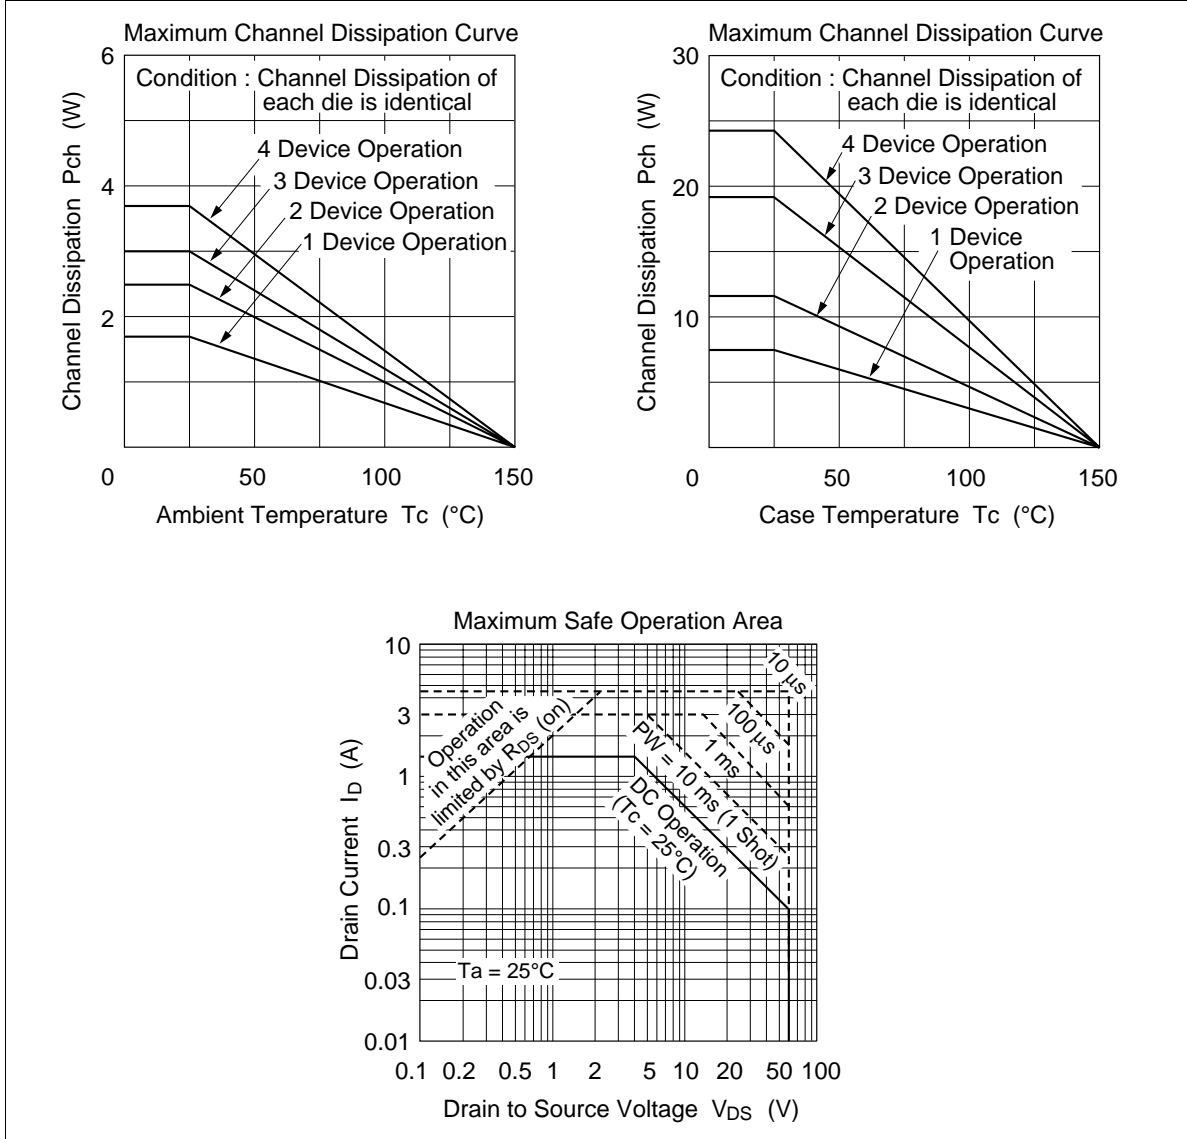 Maximum Channel Dissipation Curve
6
4
2
0
50
100
150
Channel Dissipation Pch (W)
Condition : Channel Dissipation of
each die is identical
4 Device Operation
3 Device Operation
2 Device Operation
1 Device Operation
Ambient Temperature Tc (°C)
Maximum Channel Dissipation Curve
30
20
10
0
50
100
150
Channel Dissipation Pch (W)
Condition : Channel Dissipation of
each die is identical
4 Device Operation
3 Device Operation
2 Device Operation
1 Device
Operation
Case Temperature Tc (°C)
Maximum Safe Operation Area
10
3
1
0.3
0.1
0.03
0.01
Drain Current ID (A)
Operation
in this area is
limited by RDS (on)
10 μs
100 μs
1 ms
PW = 10 ms (1 Shot)
DC Operation
(Tc = 25°C)
Ta = 25°C
0.1 0.2 0.5 1 2 5 10 20 50 100
Drain to Source Voltage VDS (V)